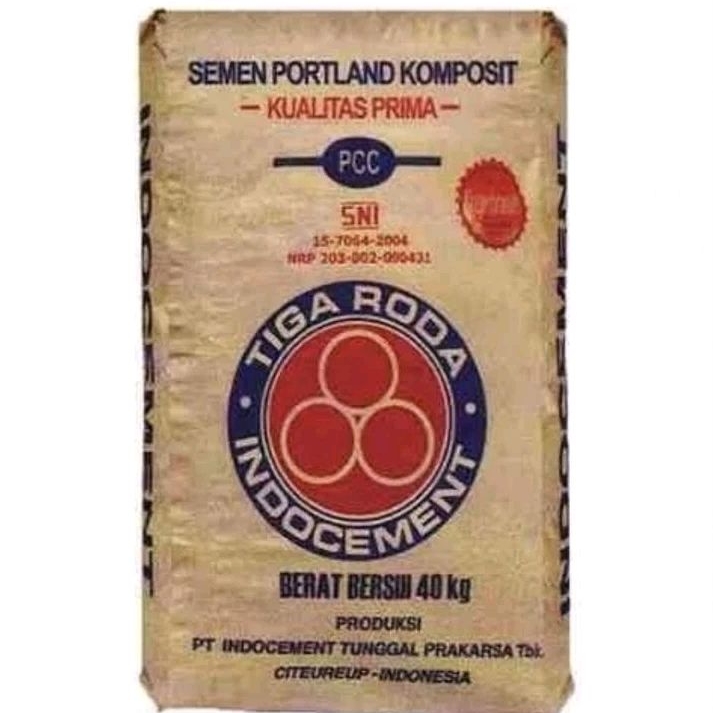 SEMEN PORTLAND KOMPOSIT
– KUALITAS PRIMA –
PCC
SNI
15-7064-2004
NRP 203-002-090431
TIGA RODA
INDOCEMENT
BERAT BERSIH 40 kg
PRODUKSI
PT INDOCEMENT TUNGGAL PRAKARSA Tbk.
CITEUREUP-INDONESIA
INDOCEMENT
INDOCEMENT